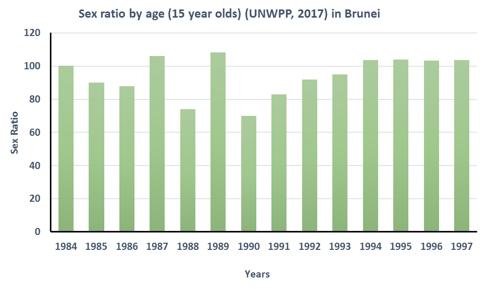 Sex ratio by age (15 year olds) (UNWPP, 2017) in Brunei
120
100
80
60
40
20
0
Sex Ratio
1984 1985 1986 1987 1988 1989 1990 1991 1992 1993 1994 1995 1996 1997
Years